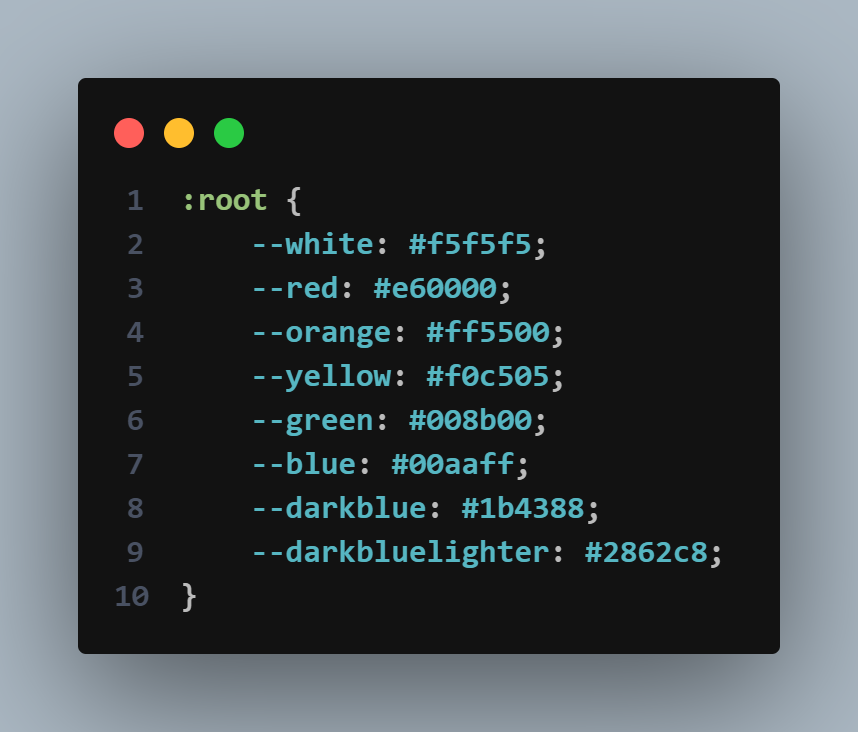 1 :root {
2     --white: #f5f5f5;
3     --red: #e60000;
4     --orange: #ff5500;
5     --yellow: #f0c505;
6     --green: #008b00;
7     --blue: #00aaff;
8     --darkblue: #1b4388;
9     --darkbluelighter: #2862c8;
10 }